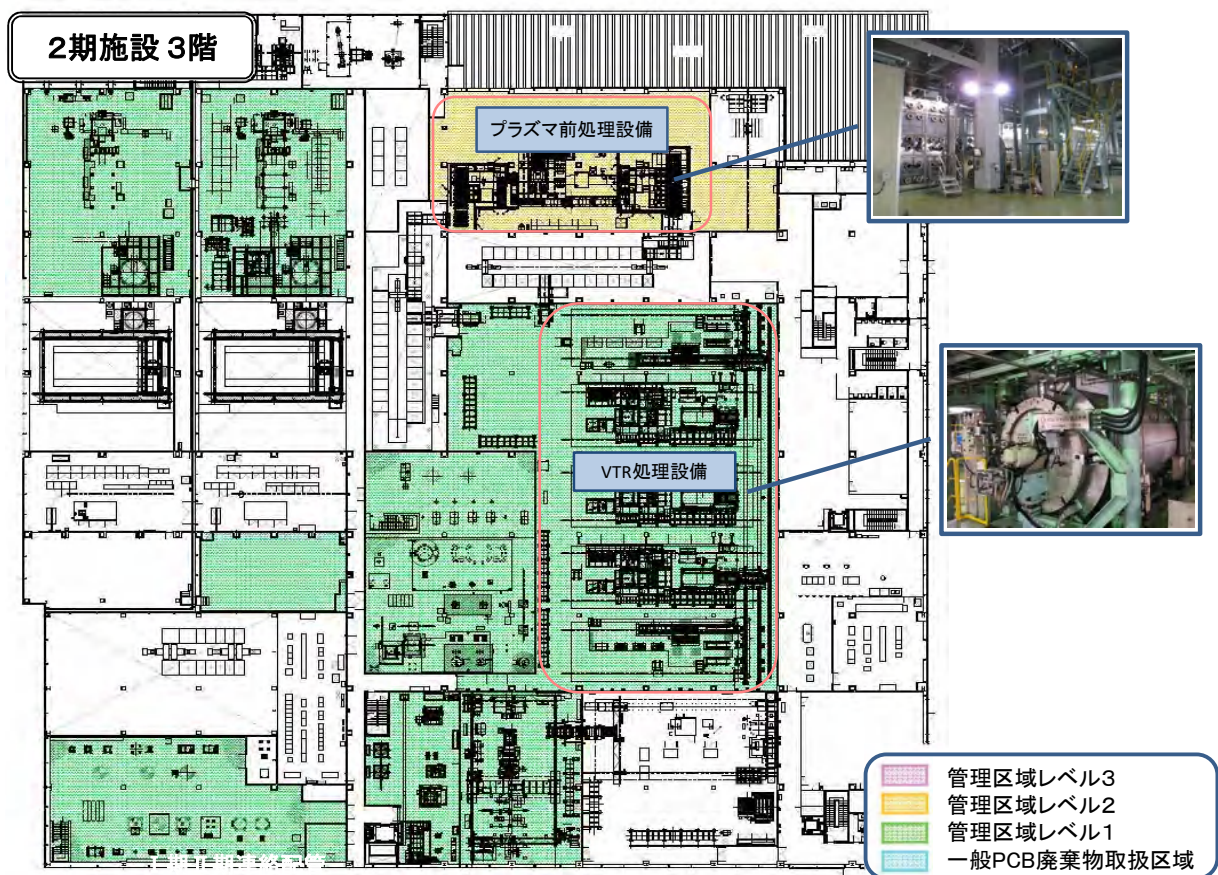 2期施設 3階
プラズマ前処理設備
VTR処理設備
管理区域レベル3
管理区域レベル2
管理区域レベル1
一般PCB廃棄物取扱区域